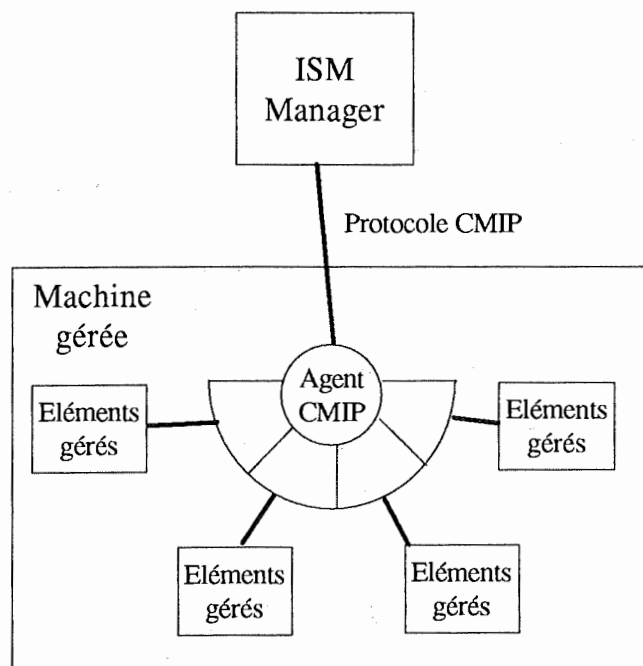 ISM
Manager
Protocole CMIP
Machine
gérée
Agent
CMIP
Eléments
gérés
Eléments
gérés
Eléments
gérés
Eléments
gérés